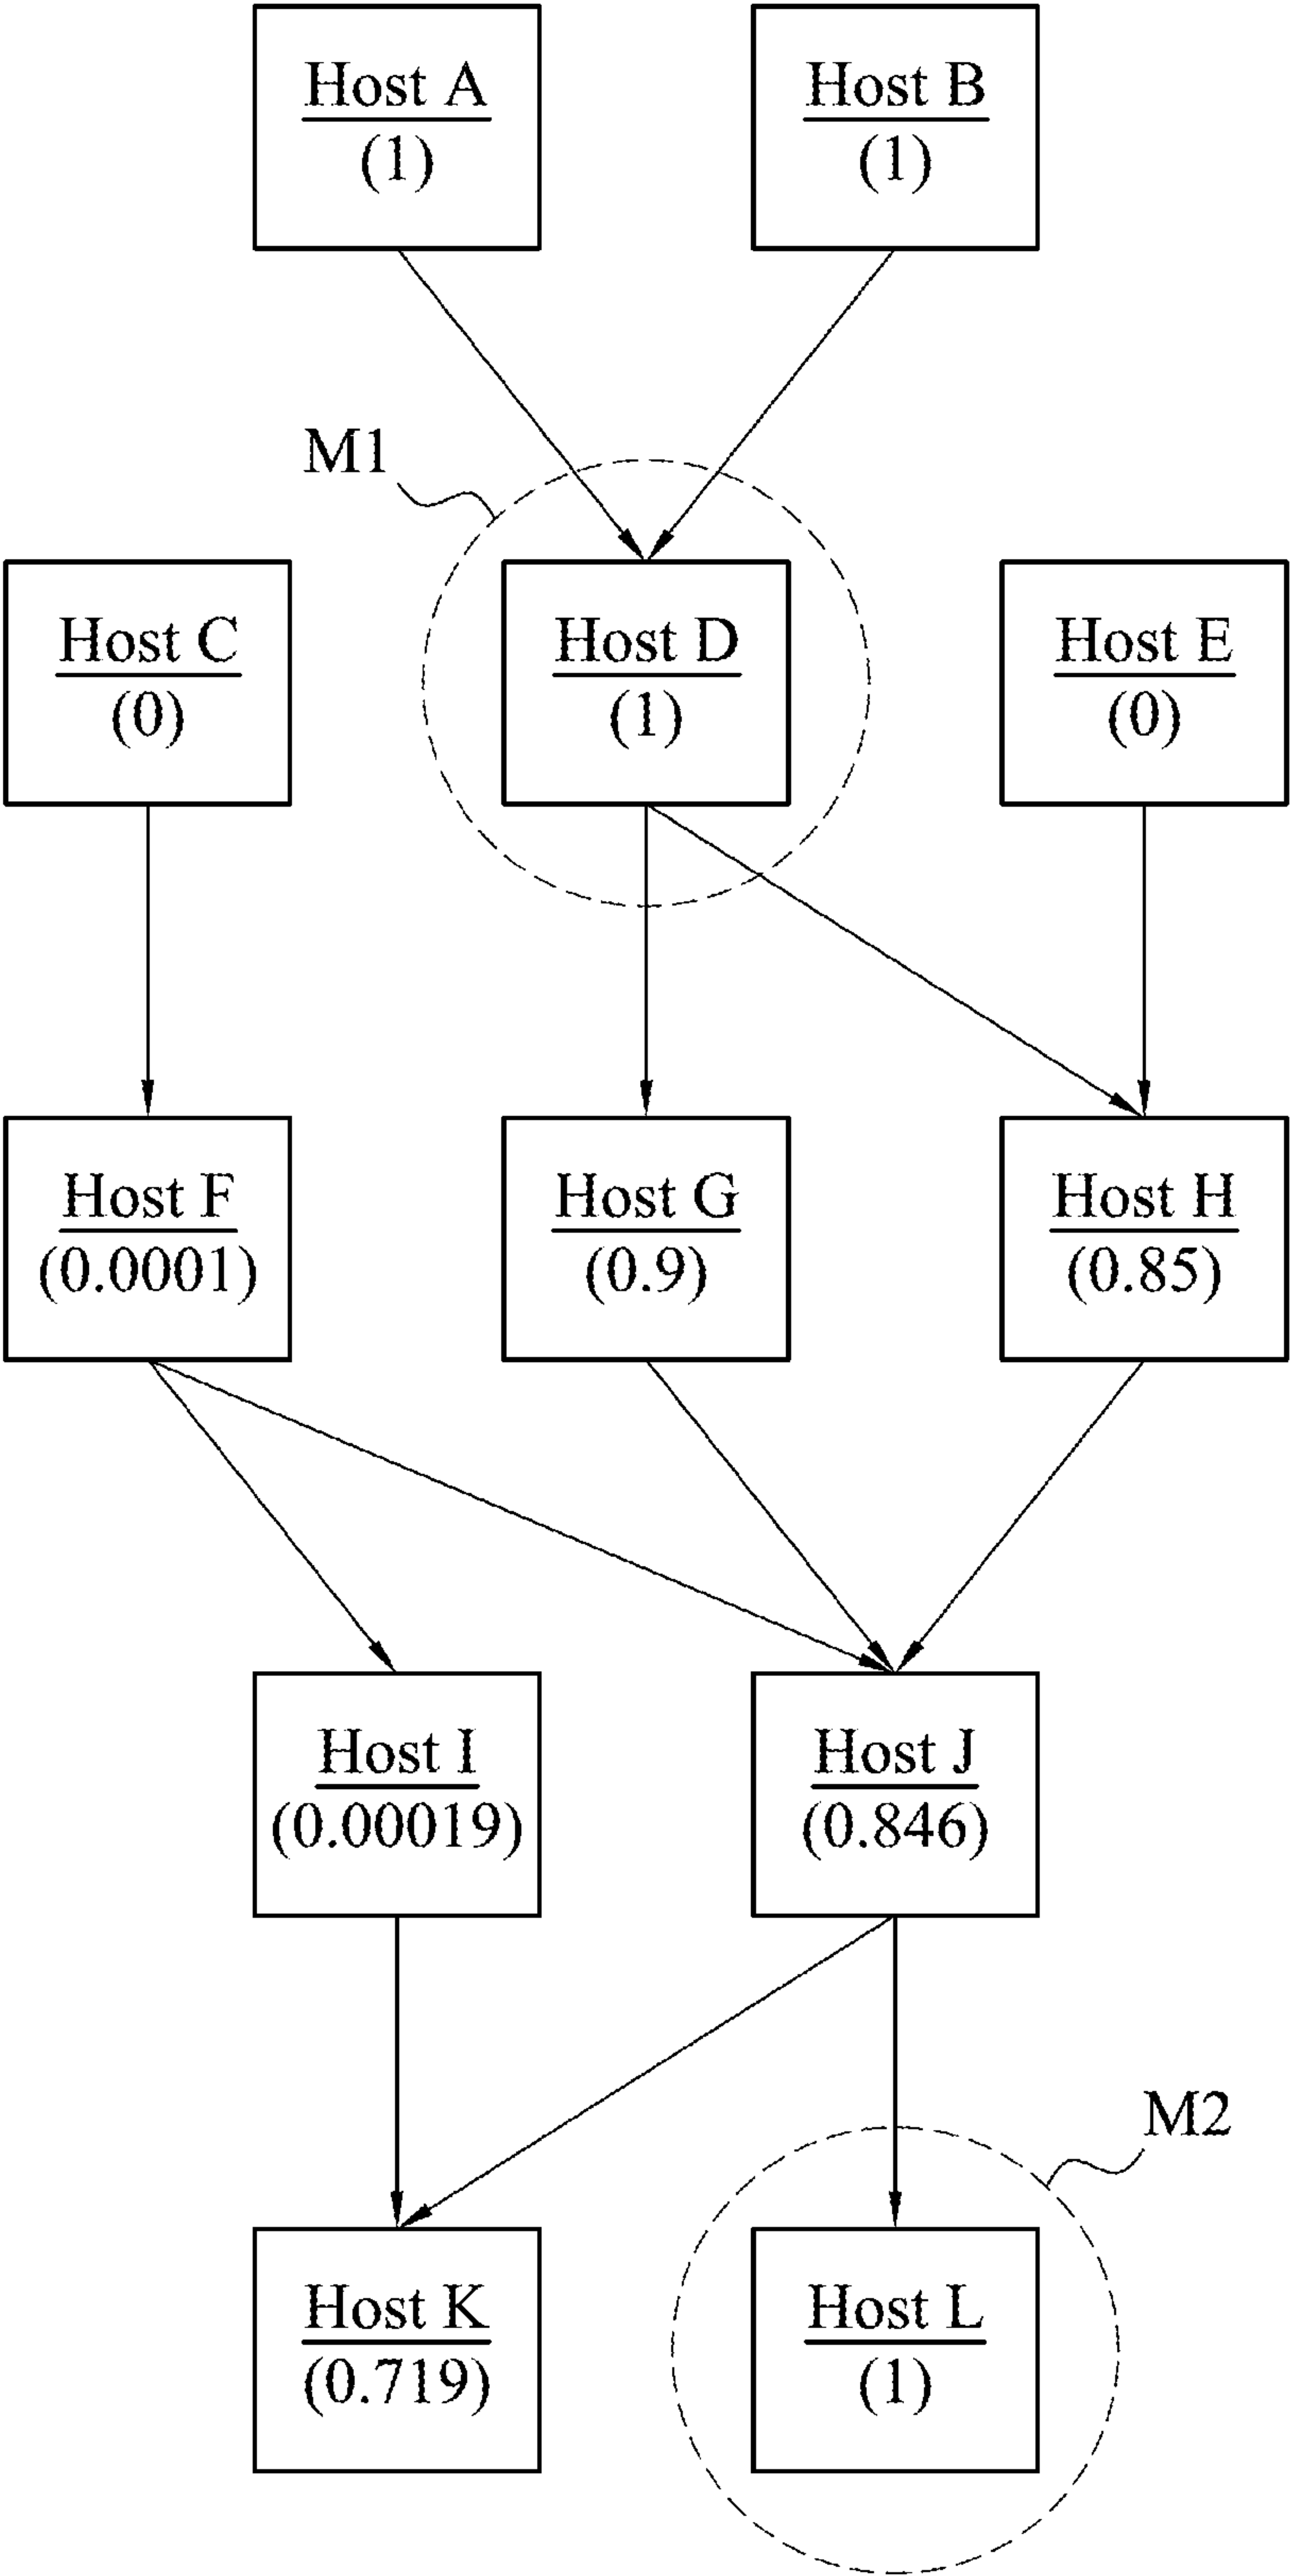 Host A
(1)
Host B
(1)
M1
Host C
(0)
Host D
(1)
Host E
(0)
Host F
(0.0001)
Host G
(0.9)
Host H
(0.85)
Host I
(0.00019)
Host J
(0.846)
M2
Host K
(0.719)
Host L
(1)